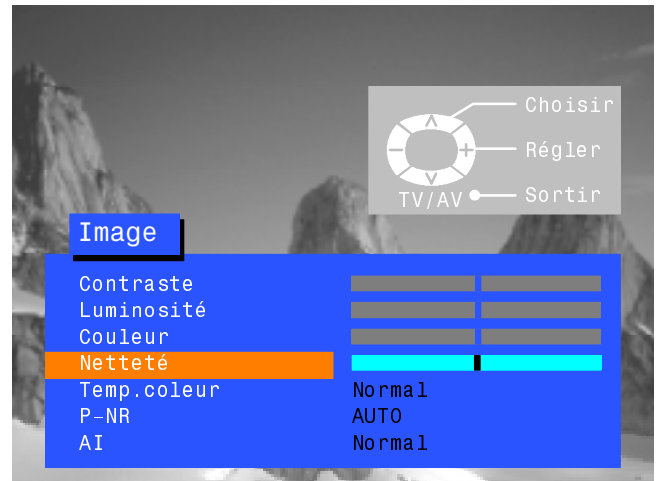 Choisir
Régler
TV/AV Sortir
Image
Contraste
Luminosité
Couleur
Netteté
Temp.coleur Normal
P-NR AUTO
AI Normal